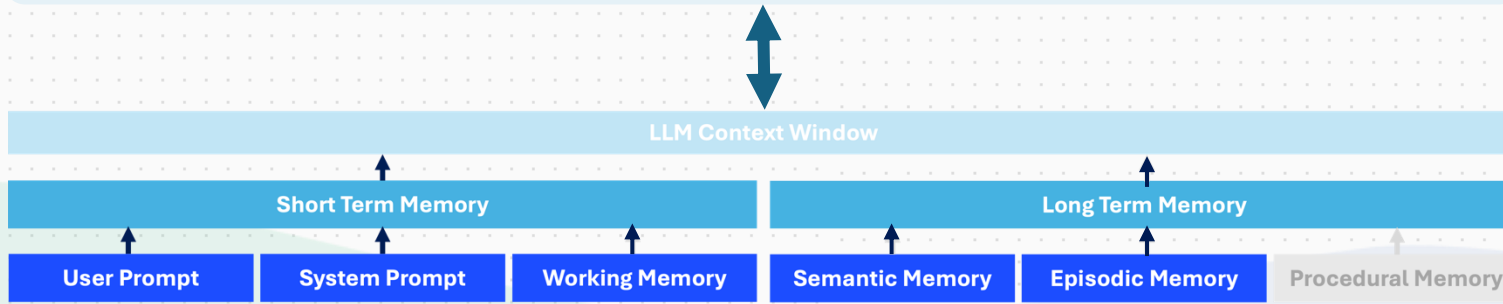 LLM Context Window
Short Term Memory
Long Term Memory
User Prompt
System Prompt
Working Memory
Semantic Memory
Episodic Memory
Procedural Memory